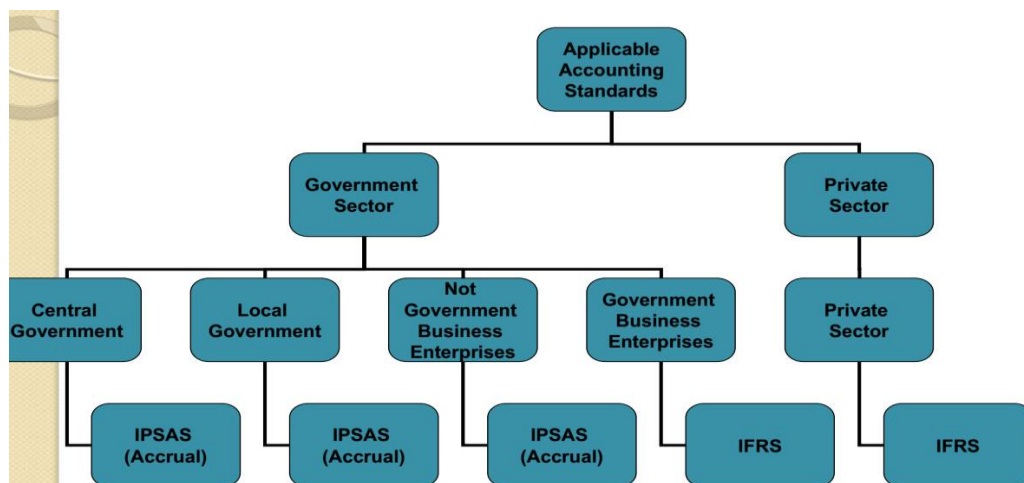 Applicable
Accounting
Standards
Government
Sector
Private
Sector
Central
Government
Local
Government
Not
Government
Business
Enterprises
Government
Business
Enterprises
Private
Sector
IPSAS
(Accrual)
IPSAS
(Accrual)
IPSAS
(Accrual)
IFRS
IFRS